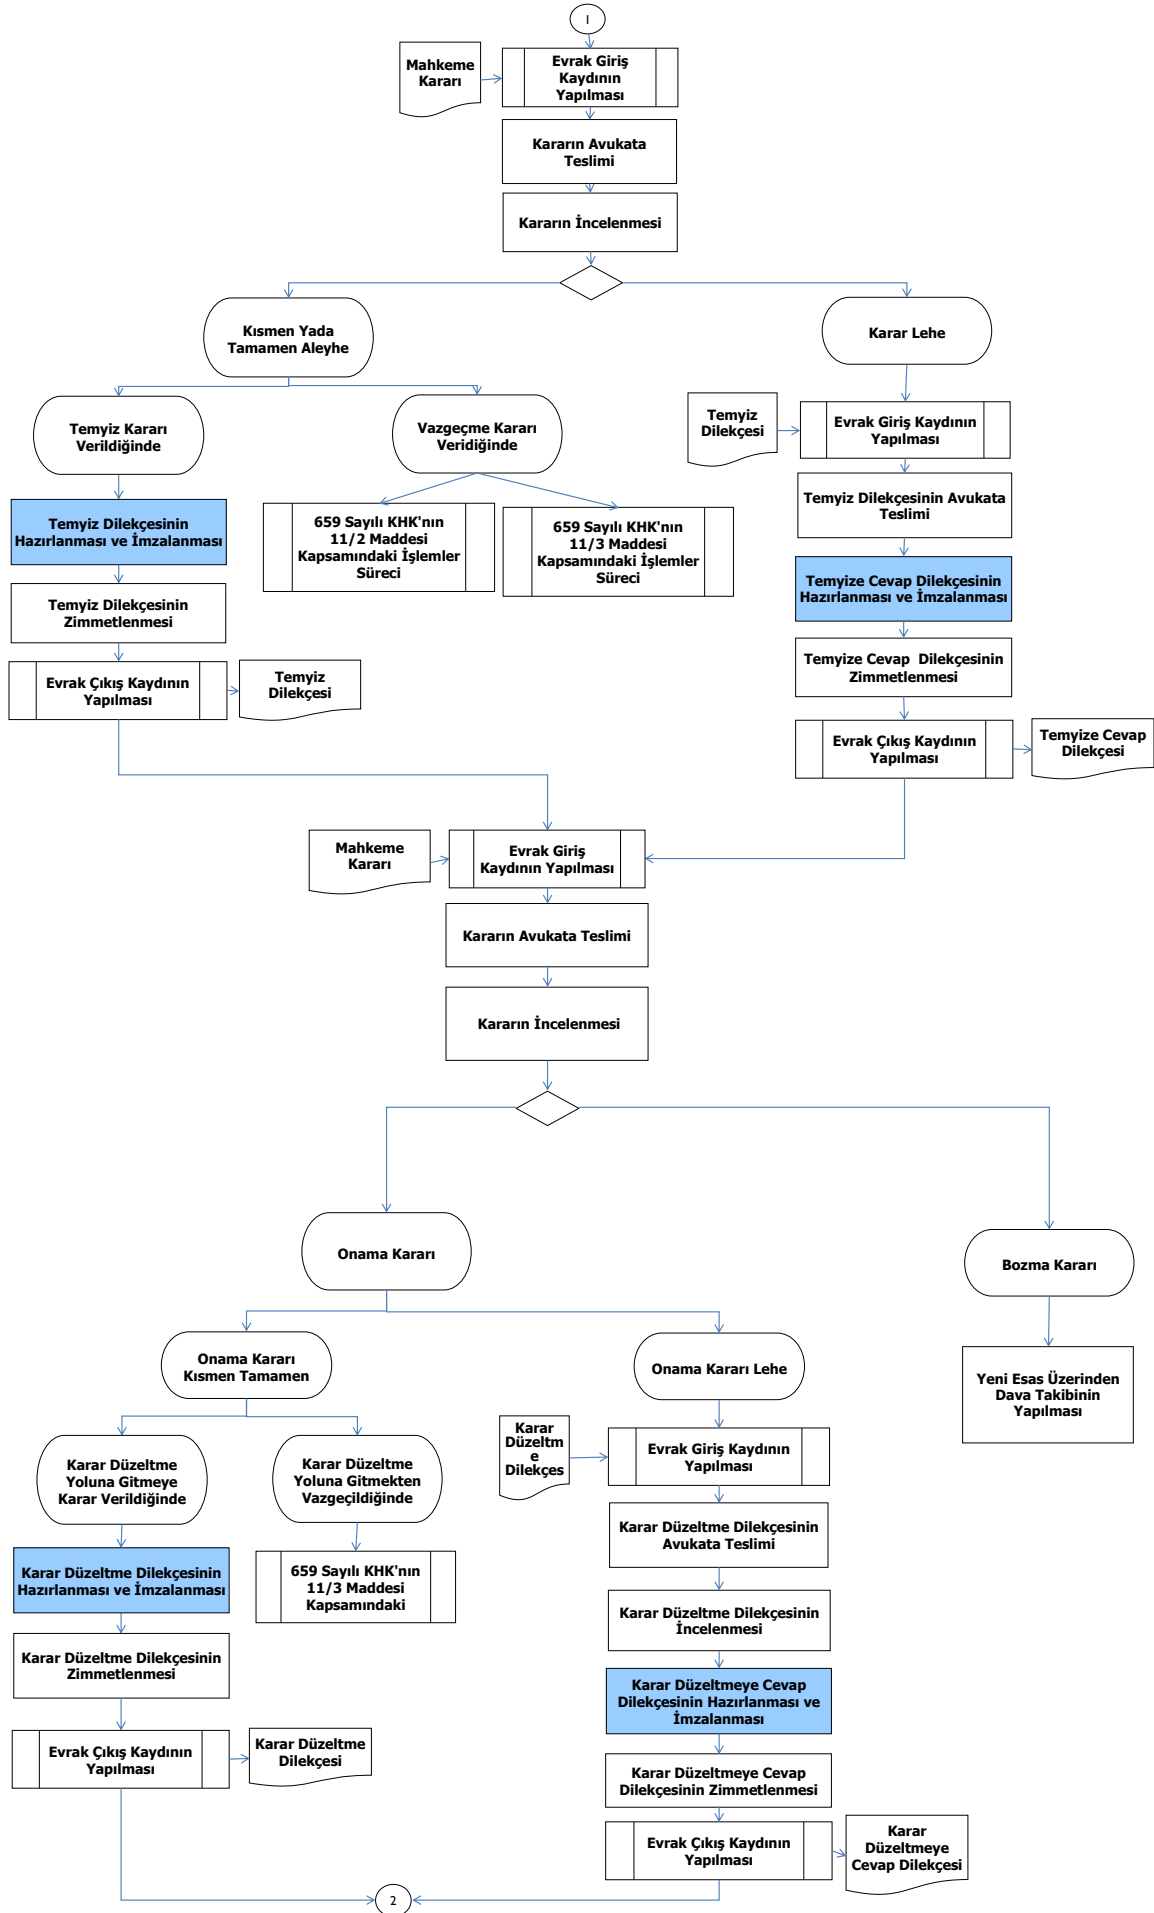 1
Mahkeme
Kararı
Evrak Giriş
Kaydının
Yapılması
Kararın Avukata
Teslimi
Kararın İncelenmesi
Kısmen Yada
Tamamen Aleyhe
Karar Lehe
Temyiz Kararı
Verildiğinde
Vazgeçme Kararı
Veridiğinde
Temyiz
Dilekçesi
Evrak Giriş Kaydının
Yapılması
Temyiz Dilekçesinin
Hazırlanması ve İmzalanması
659 Sayılı KHK'nın
11/2 Maddesi
Kapsamındaki İşlemler
Süreci
659 Sayılı KHK'nın
11/3 Maddesi
Kapsamındaki İşlemler
Süreci
Temyiz Dilekçesinin Avukata
Teslimi
Temyize Cevap Dilekçesinin
Hazırlanması ve İmzalanması
Temyiz Dilekçesinin
Zimmetlenmesi
Temyize Cevap  Dilekçesinin
Zimmetlenmesi
Evrak Çıkış Kaydının
Yapılması
Temyiz
Dilekçesi
Evrak Çıkış Kaydının
Yapılması
Temyize Cevap
Dilekçesi
Mahkeme
Kararı
Evrak Giriş
Kaydının Yapılması
Kararın Avukata Teslimi
Kararın İncelenmesi
Onama Kararı
Bozma Kararı
Onama Kararı
Kısmen Tamamen
Onama Kararı Lehe
Yeni Esas Üzerinden
Dava Takibinin
Yapılması
Karar Düzeltme
Yoluna Gitmeye
Karar Verildiğinde
Karar Düzeltme
Yoluna Gitmekten
Vazgeçildiğinde
Karar
Düzeltm
e
Dilekçes
Evrak Giriş Kaydının
Yapılması
Karar Düzeltme Dilekçesinin
Avukata Teslimi
Karar Düzeltme Dilekçesinin
Hazırlanması ve İmzalanması
659 Sayılı KHK'nın
11/3 Maddesi
Kapsamındaki
Karar Düzeltme Dilekçesinin
İncelenmesi
Karar Düzeltme Dilekçesinin
Zimmetlenmesi
Karar Düzeltmeye Cevap
Dilekçesinin Hazırlanması ve
İmzalanması
Evrak Çıkış Kaydının
Yapılması
Karar Düzeltme
Dilekçesi
Karar Düzeltmeye Cevap
Dilekçesinin Zimmetlenmesi
Evrak Çıkış Kaydının
Yapılması
Karar
Düzeltmeye
Cevap Dilekçesi
2